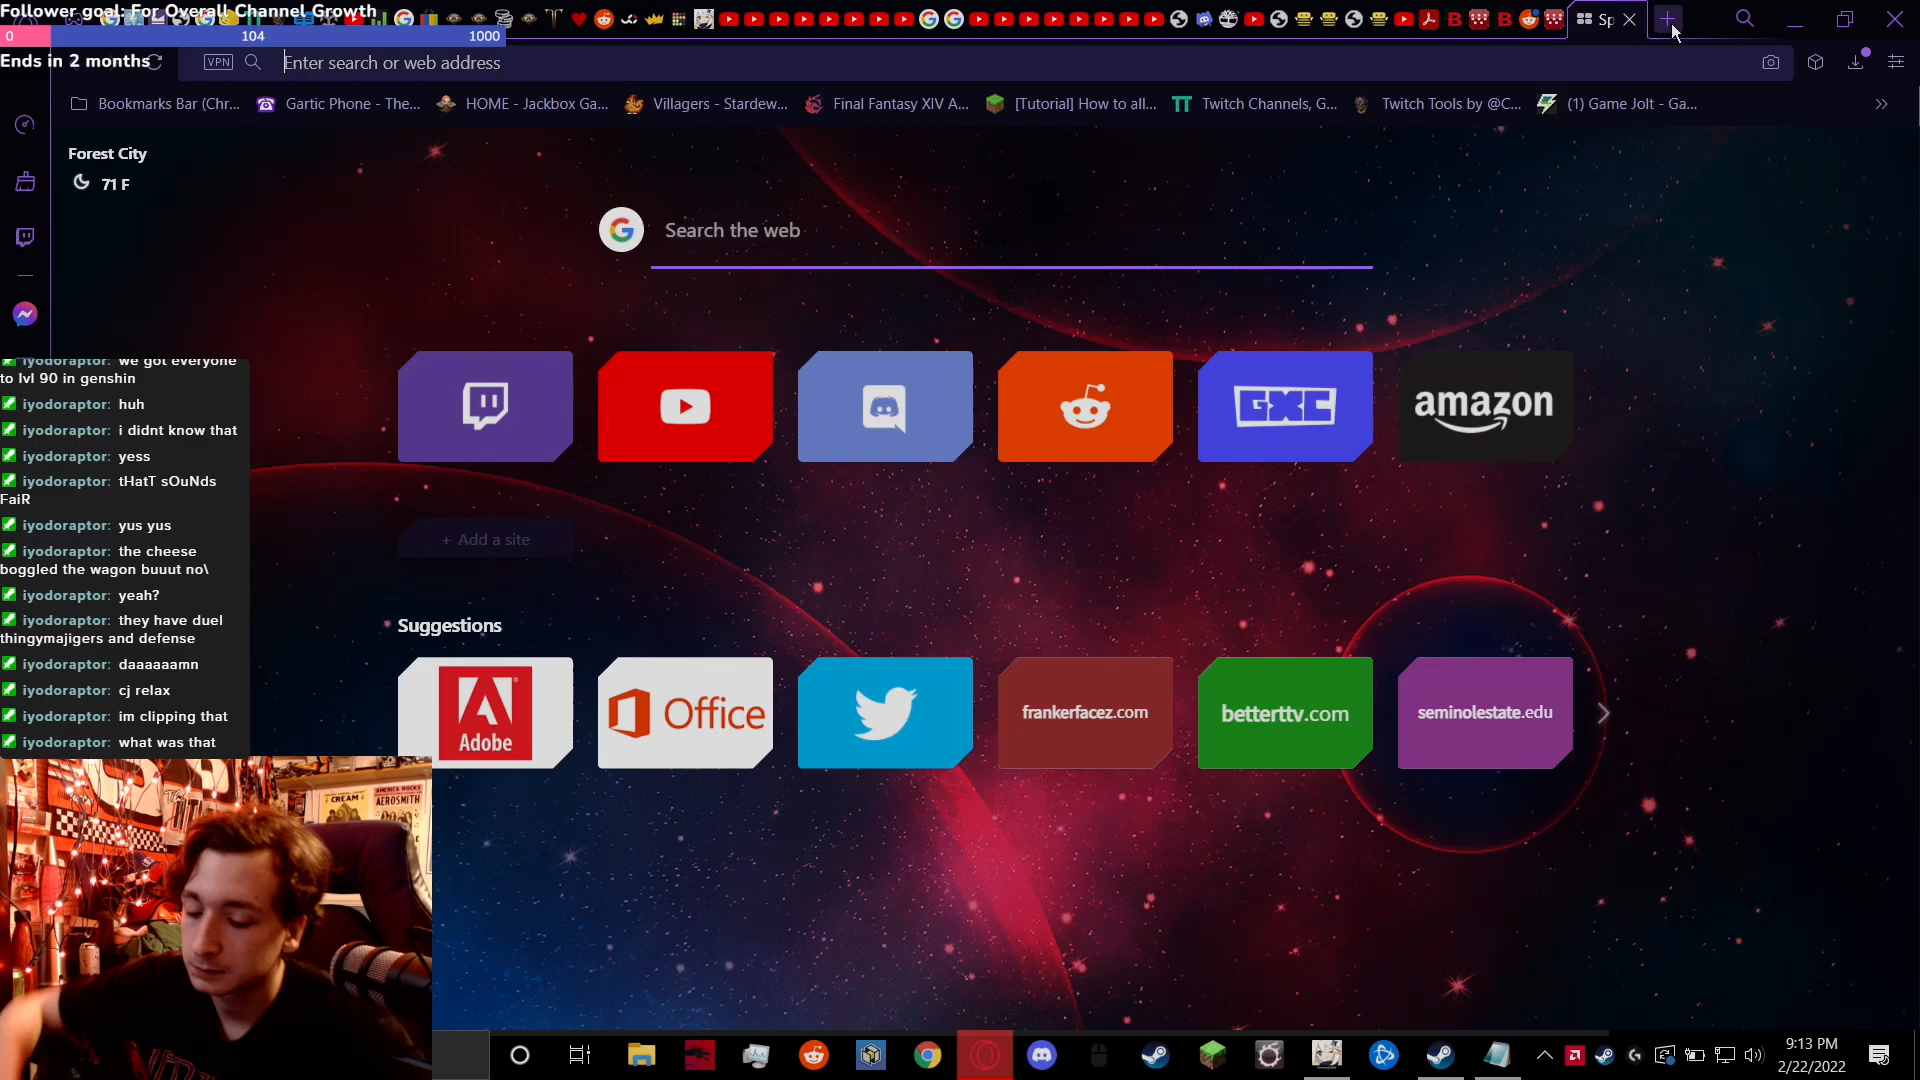 Follower goal: For Overall Channel Growth
0 104 1000
Ends in 2 months
Sp
VPN Enter search or web address
Bookmarks Bar (Chr... Gartic Phone - The... HOME - Jackbox Ga... Villagers - Stardew... Final Fantasy XIV A... [Tutorial] How to all... Twitch Channels, G... Twitch Tools by @C... (1) Game Jolt - Ga...
Forest City
71 F
Search the web
GXC amazon
+ Add a site
Suggestions
Adobe Office frankerfacez.com betterttv.com seminolestate.edu
iyodoraptor: we got everyone
to lvl 90 in genshin
iyodoraptor: huh
iyodoraptor: i didnt know that
iyodoraptor: yess
iyodoraptor: tHatT sOuNds
FaiR
iyodoraptor: yus yus
iyodoraptor: the cheese
boggled the wagon buuut no\
iyodoraptor: yeah?
iyodoraptor: they have duel
thingymajigers and defense
iyodoraptor: daaaaaamn
iyodoraptor: cj relax
iyodoraptor: im clipping that
iyodoraptor: what was that
CREAM
AMERICA ROCKS
AEROSMITH
9:13 PM
2/22/2022